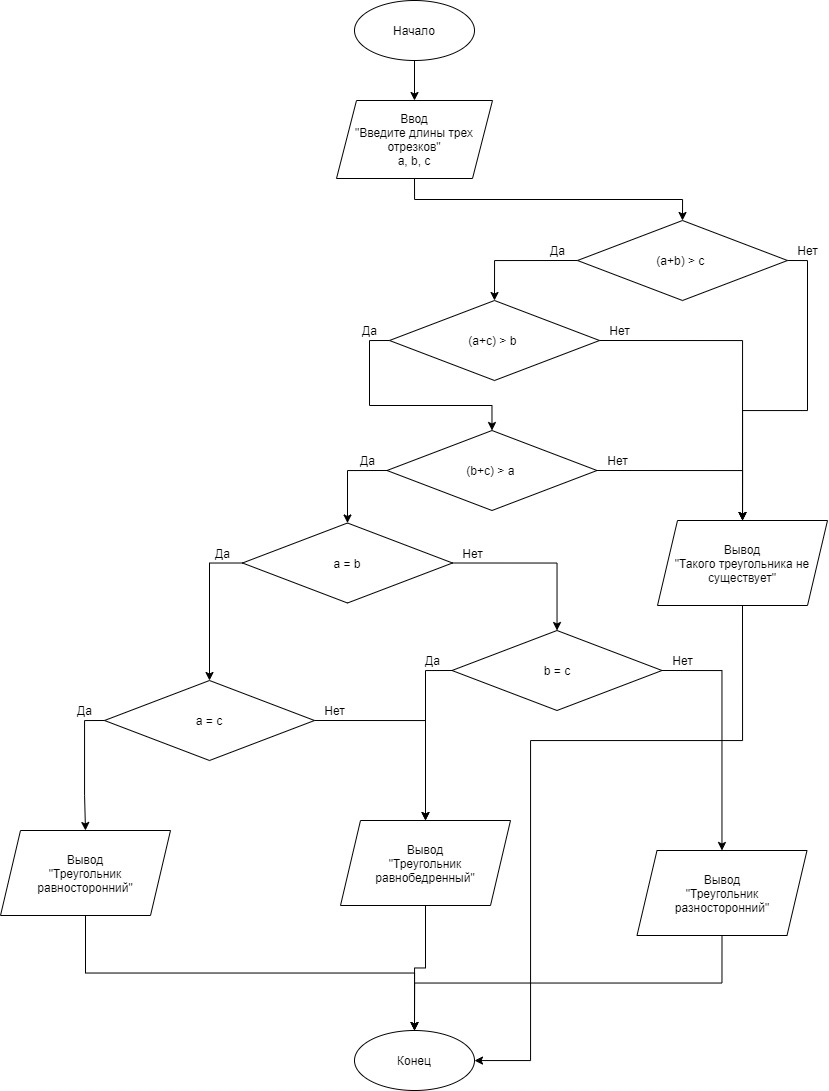 Начало
Ввод
"Введите длины трех
отрезков"
a, b, c
Да
(a+b) > c
Нет
Да
(a+c) > b
Нет
Да
(b+c) > a
Нет
Да
a = b
Нет
Вывод
"Такого треугольника не
существует"
Да
b = c
Нет
Да
a = c
Нет
Вывод
"Треугольник
равносторонний"
Вывод
"Треугольник
равнобедренный"
Вывод
"Треугольник
разносторонний"
Конец